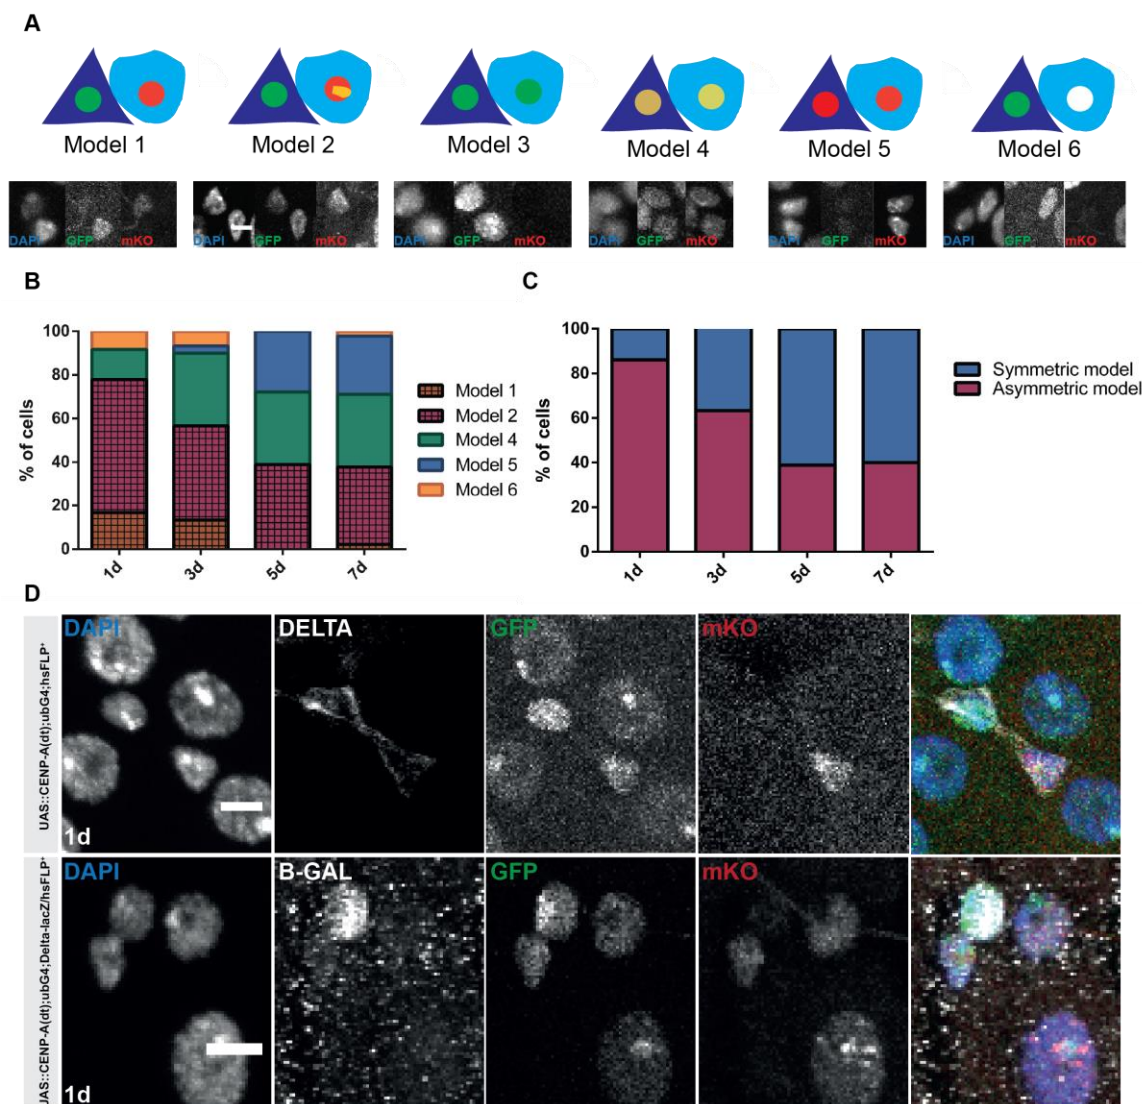 A
Model 1
Model 2
Model 3
Model 4
Model 5
Model 6
DAPI GFP mKO
DAPI GFP mKO
DAPI GFP mKO
DAPI GFP mKO
DAPI GFP mKO
DAPI GFP mKO
B
% of cells
100
80
60
40
20
0
1d
3d
5d
7d
Model 1
Model 2
Model 4
Model 5
Model 6
C
% of cells
100
80
60
40
20
0
1d
3d
5d
7d
Symmetric model
Asymmetric model
D
UAS::CENP-A(dt);ubG4;hsFLP⁺
DAPI
DELTA
GFP
mKO
1d
UAS::CENP-A(dt);ubG4;Delta-lacZ/hsFLP⁺
DAPI
B-GAL
GFP
mKO
1d